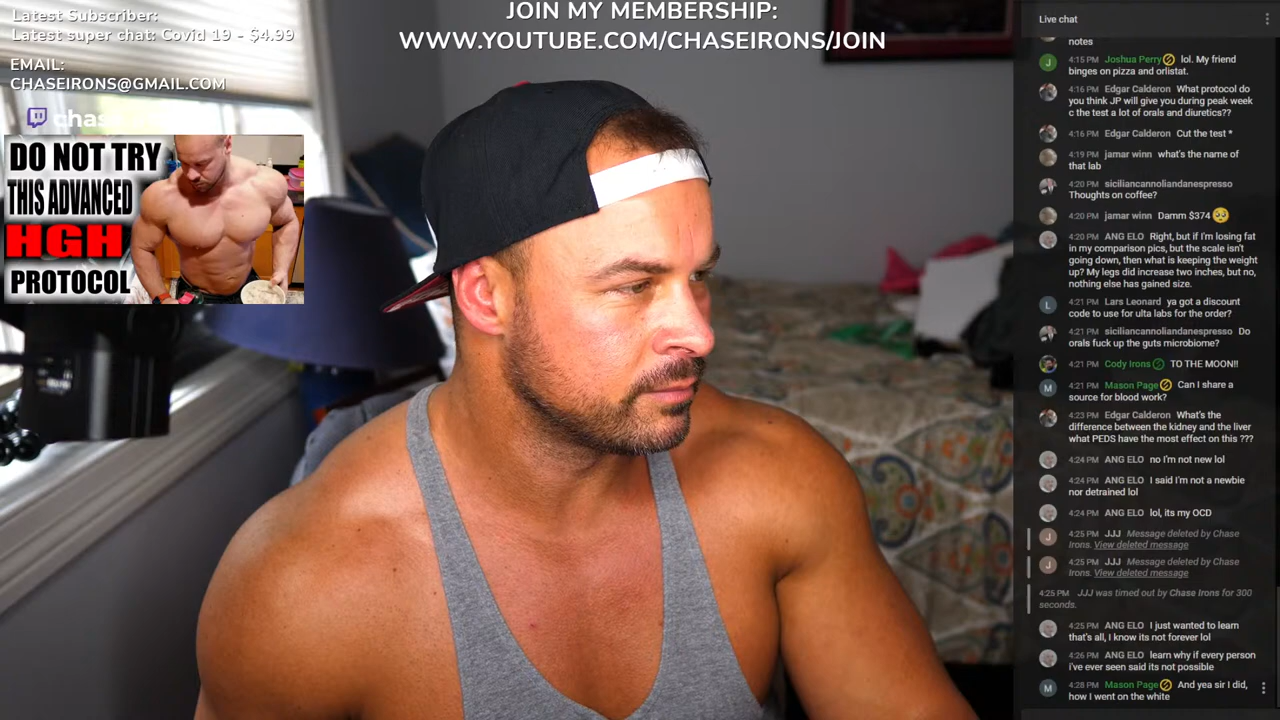 Latest Subscriber:
Latest super chat: Covid 19 - $4.99
EMAIL:
CHASEIRONS@GMAIL.COM
chase
DO NOT TRY
THIS ADVANCED
HGH
PROTOCOL
JOIN MY MEMBERSHIP:
WWW.YOUTUBE.COM/CHASEIRONS/JOIN
Live chat
notes
J
4:15 PM Joshua Perry lol. My friend
binges on pizza and orlistat.
4:16 PM Edgar Calderon What protocol do
you think JP will give you during peak week
c the test a lot of orals and diuretics??
4:16 PM Edgar Calderon Cut the test *
4:19 PM jamar winn what's the name of
that lab
4:20 PM siciliancannoliandanespresso
Thoughts on coffee?
4:20 PM jamar winn Damm $374 🥺
4:20 PM ANG ELO Right, but if I'm losing fat
in my comparison pics, but the scale isn't
going down, then what is keeping the weight
up? My legs did increase two inches, but no,
nothing else has gained size.
L
4:21 PM Lars Leonard ya got a discount
code to use for ulta labs for the order?
4:21 PM siciliancannoliandanespresso Do
orals fuck up the guts microbiome?
4:21 PM Cody Irons TO THE MOON!!
M
4:21 PM Mason Page Can I share a
source for blood work?
4:23 PM Edgar Calderon What's the
difference between the kidney and the liver
what PEDS have the most effect on this ???
4:24 PM ANG ELO no I'm not new lol
4:24 PM ANG ELO I said I'm not a newbie
nor detrained lol
4:24 PM ANG ELO lol, its my OCD
J
4:25 PM JJJ Message deleted by Chase
Irons. View deleted message
J
4:25 PM JJJ Message deleted by Chase
Irons. View deleted message
4:25 PM JJJ was timed out by Chase Irons for 300
seconds.
4:25 PM ANG ELO I just wanted to learn
that's all, I know its not forever lol
4:26 PM ANG ELO learn why if every person
i've ever seen said its not possible
M
4:28 PM Mason Page And yea sir I did,
how I went on the white